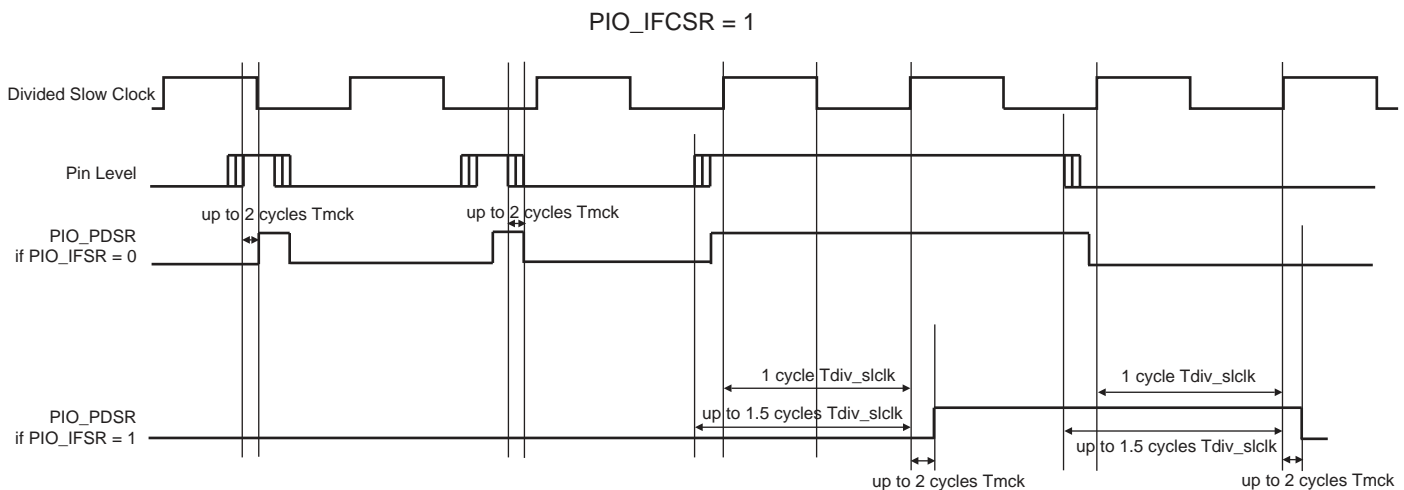 PIO_IFCSR = 1
Divided Slow Clock
Pin Level
up to 2 cycles Tmck
up to 2 cycles Tmck
PIO_PDSR
if PIO_IFSR = 0
1 cycle Tdiv_slclk
1 cycle Tdiv_slclk
PIO_PDSR
if PIO_IFSR = 1
up to 1.5 cycles Tdiv_slclk
up to 1.5 cycles Tdiv_slclk
up to 2 cycles Tmck
up to 2 cycles Tmck